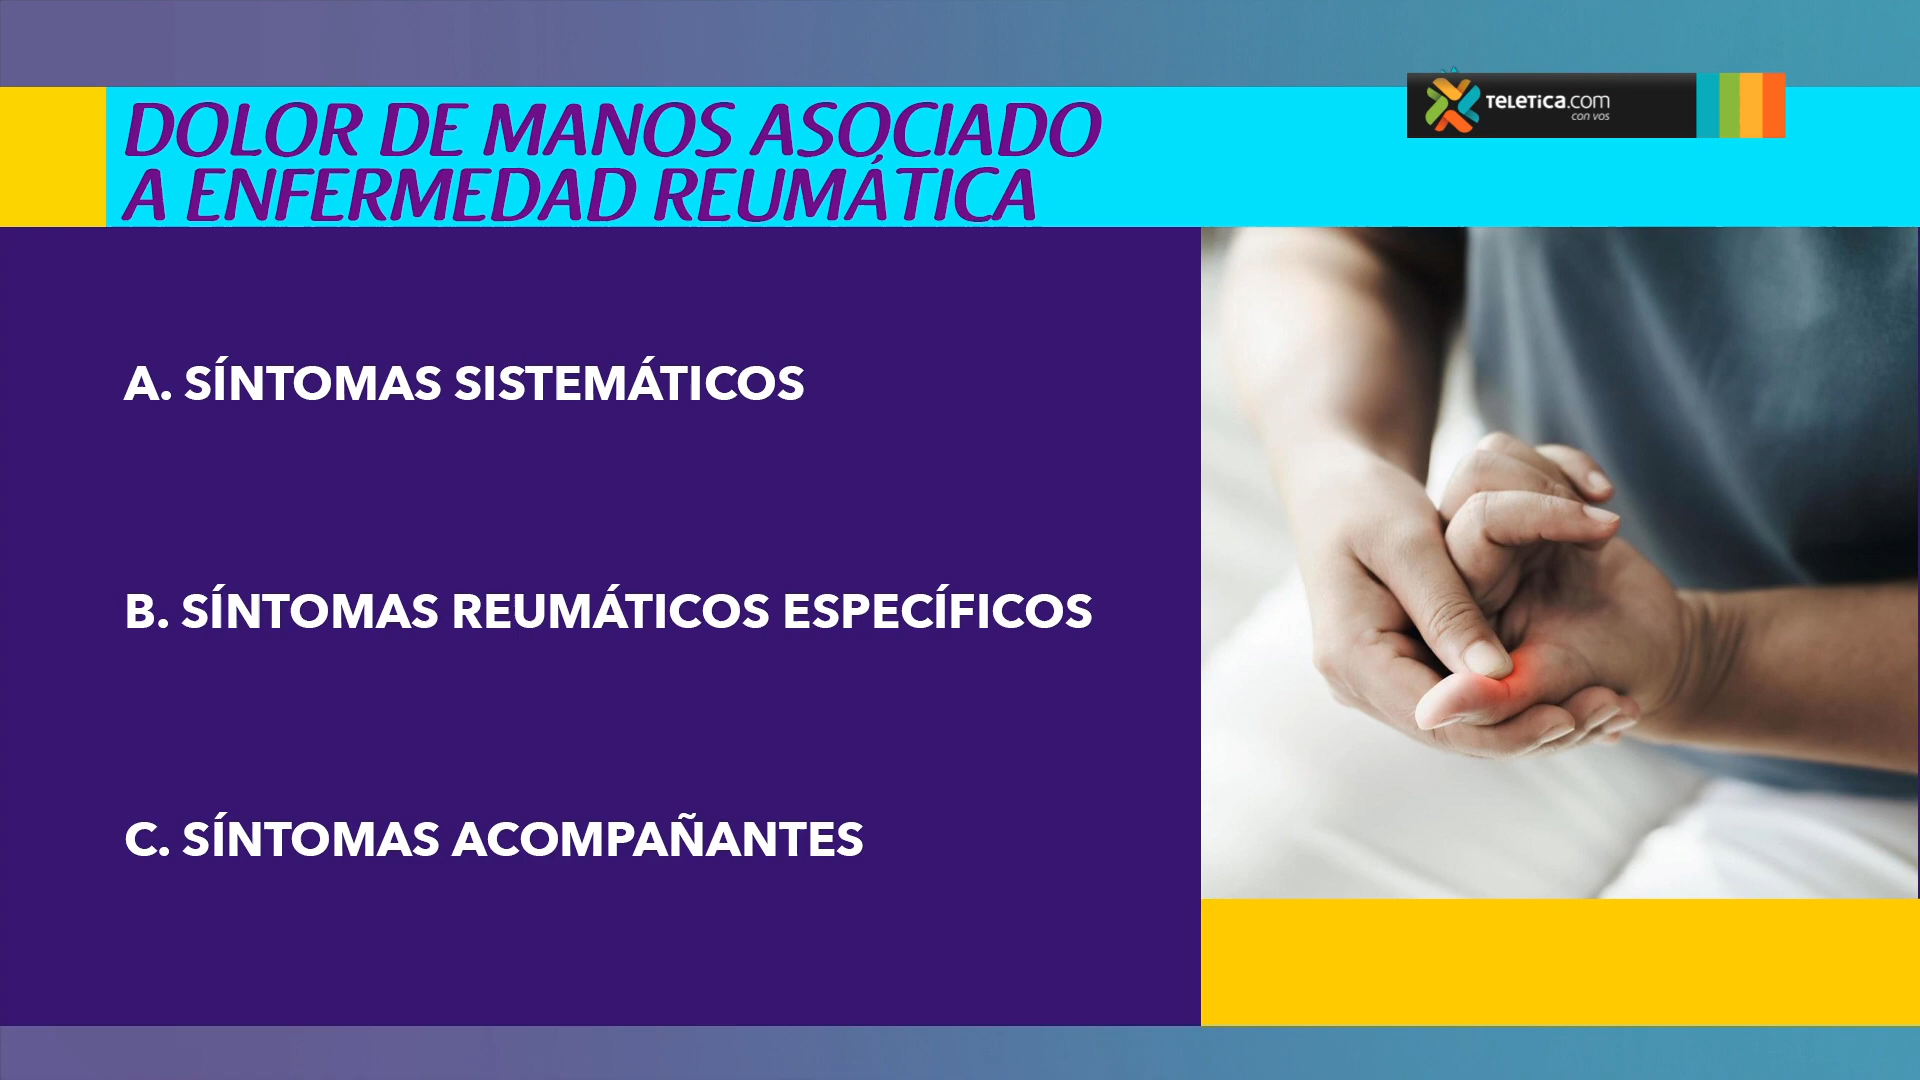 DOLOR DE MANOS ASOCIADO
A ENFERMEDAD REUMÁTICA
TELETICA.COM
con vos
A. SÍNTOMAS SISTEMÁTICOS
B. SÍNTOMAS REUMÁTICOS ESPECÍFICOS
C. SÍNTOMAS ACOMPAÑANTES